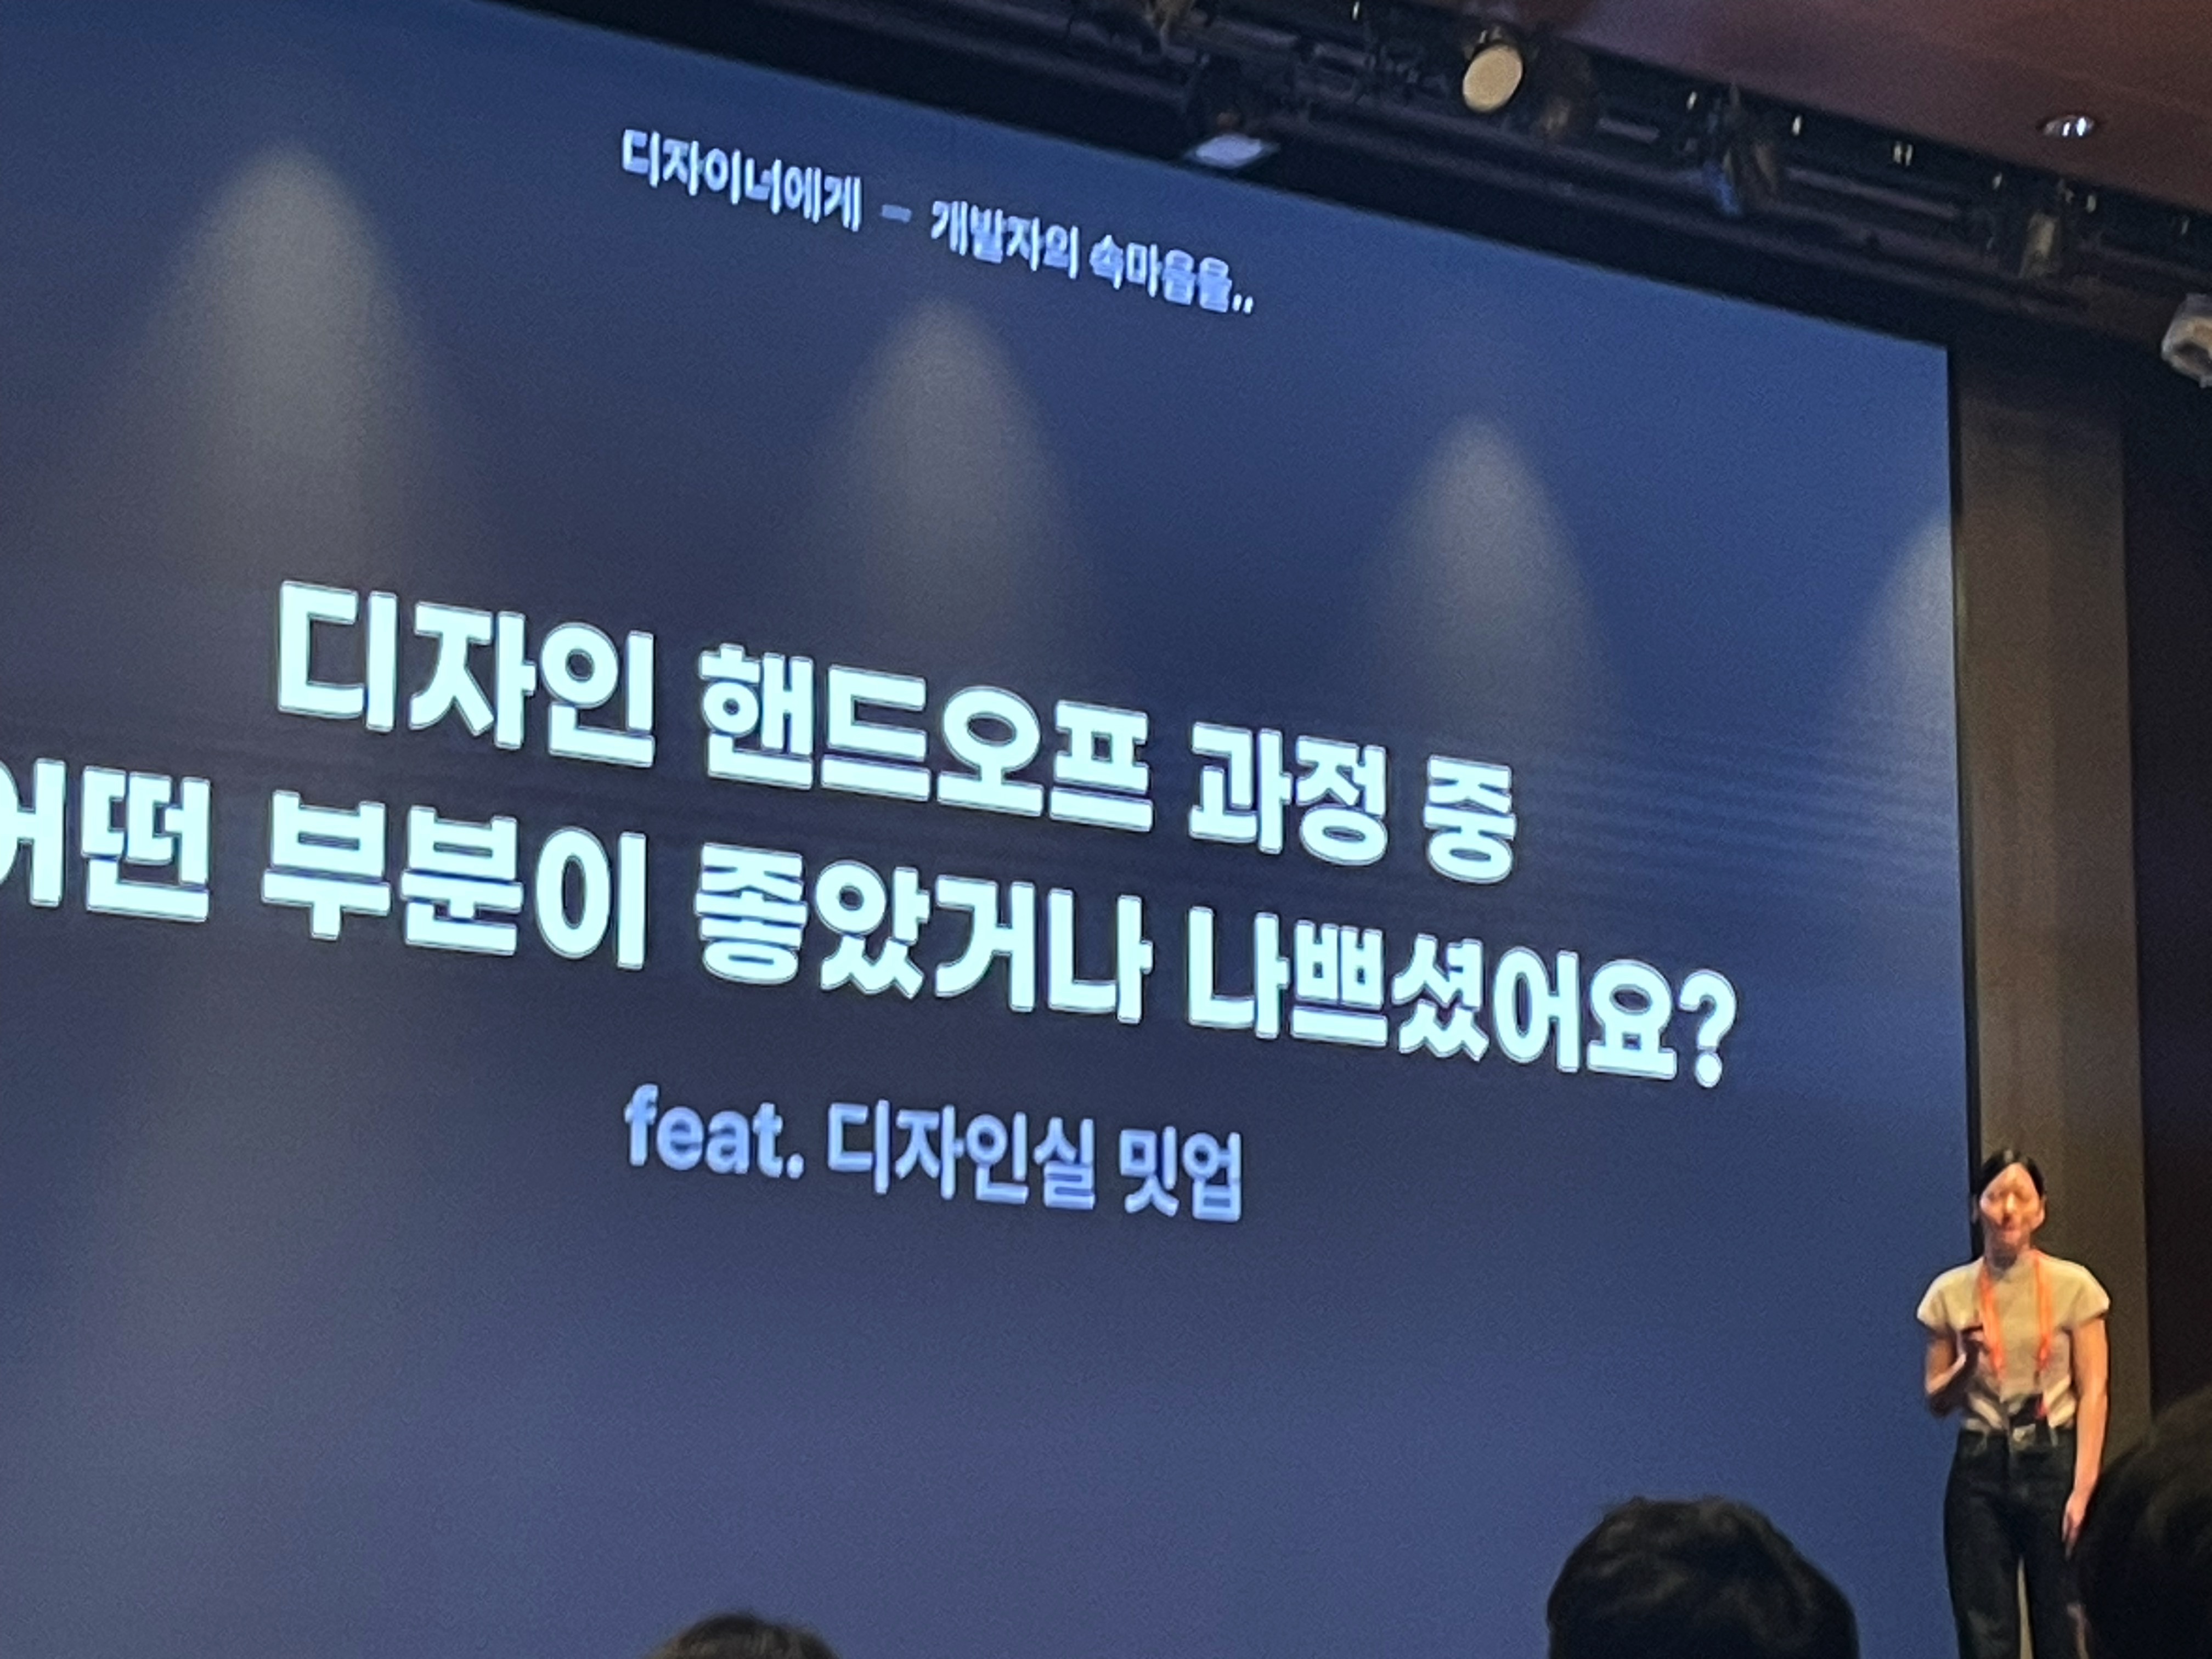 디자이너에게 – 개발자의 속마음을..
디자인 핸드오프 과정 중
어떤 부분이 좋았거나 나쁘셨어요?
feat. 디자인실 밋업